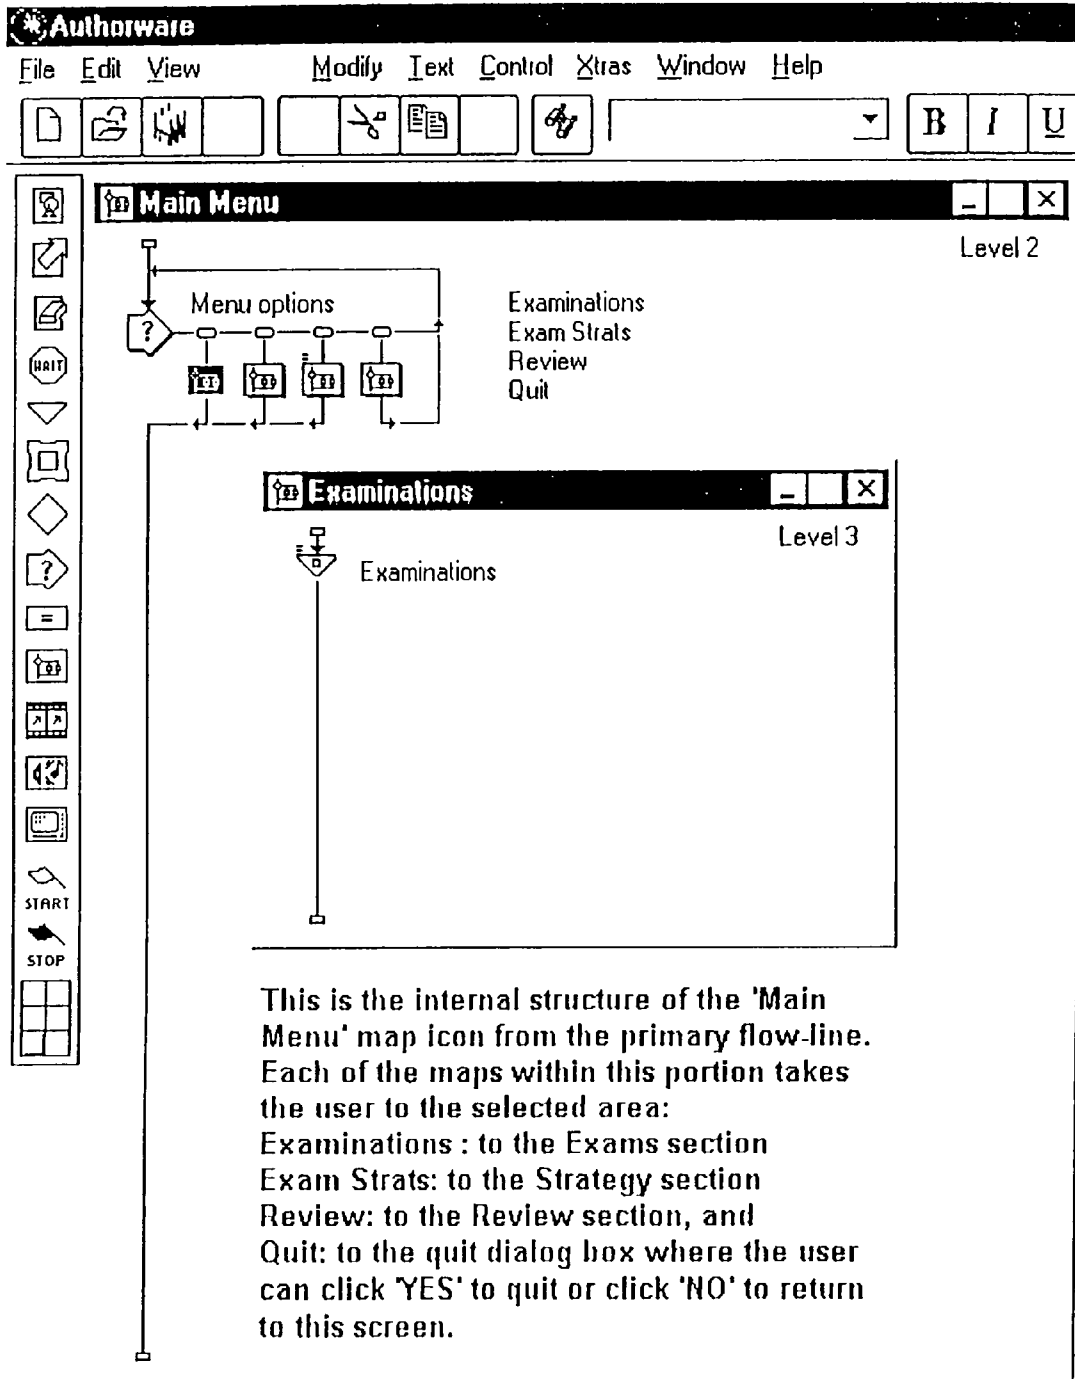 Authorware
File Edit View Modify Text Control Xtras Window Help
B I U
Main Menu
Level 2
Menu options
?
Examinations
Exam Strats
Review
Quit
WAIT
?
=
START
STOP
Examinations
Level 3
Examinations
This is the internal structure of the 'Main
Menu' map icon from the primary flow-line.
Each of the maps within this portion takes
the user to the selected area:
Examinations : to the Exams section
Exam Strats: to the Strategy section
Review: to the Review section, and
Quit: to the quit dialog box where the user
can click 'YES' to quit or click 'NO' to return
to this screen.